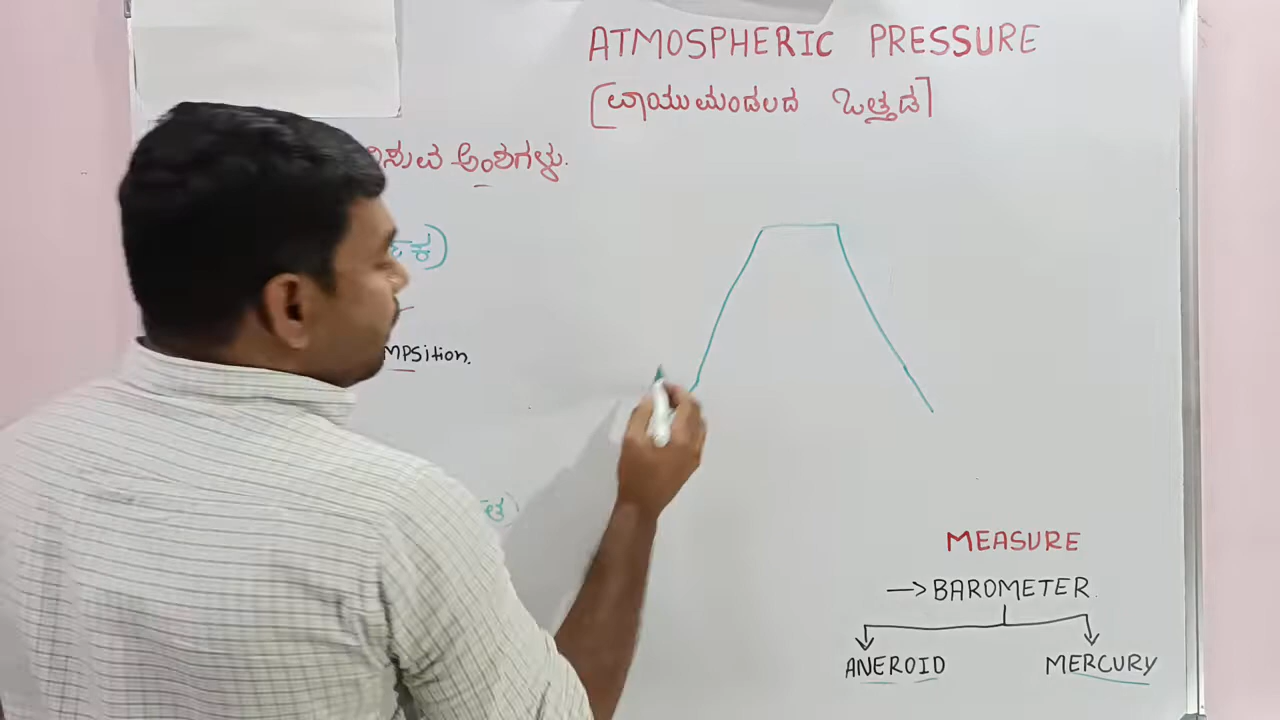 ATMOSPHERIC PRESSURE
[ವಾಯುಮಂಡಲದ ಒತ್ತಡ]
ಅಂಶಗಳು.
MPSition.
MEASURE
→ BAROMETER
ANEROID MERCURY